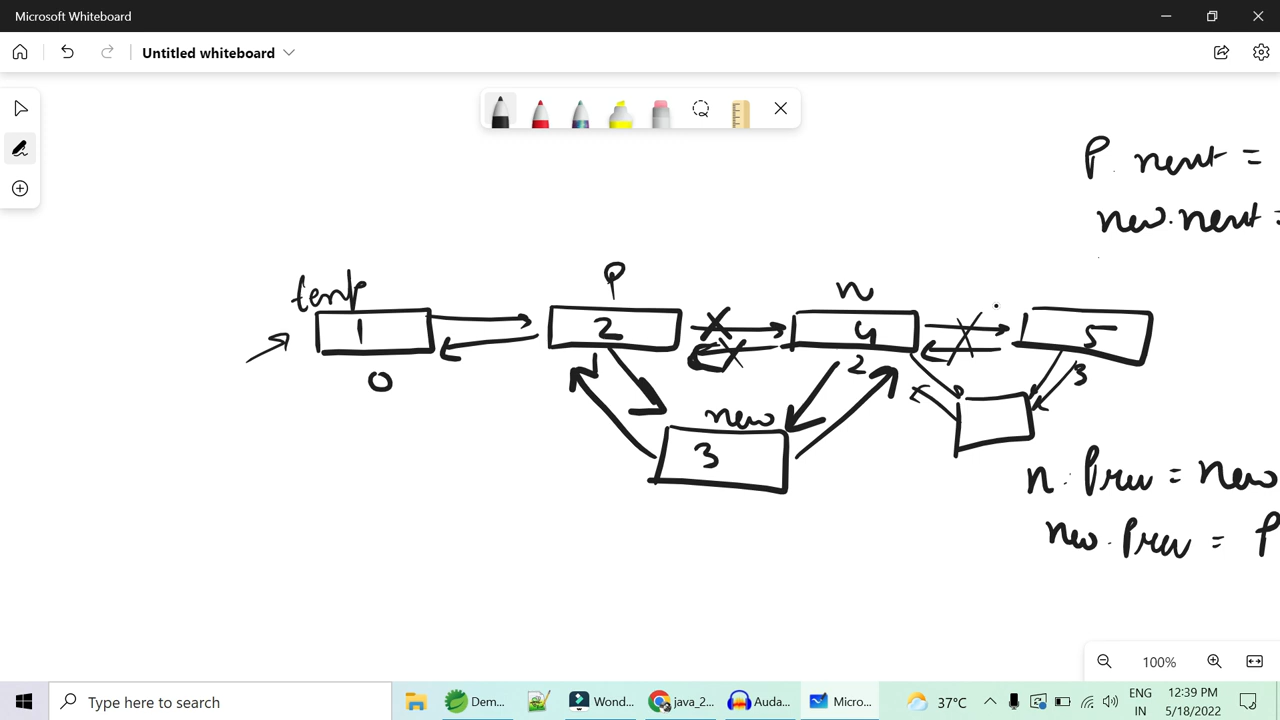 Microsoft Whiteboard
Untitled whiteboard
P. next =
new.next =
temp
P
n
1
2
4
5
0
1
2
3
new
3
n. Prev = new
new. Prev = P
100%
Type here to search
Dem...
Wond...
java_2...
Auda...
Micro...
37°C
ENG
IN
12:39 PM
5/18/2022